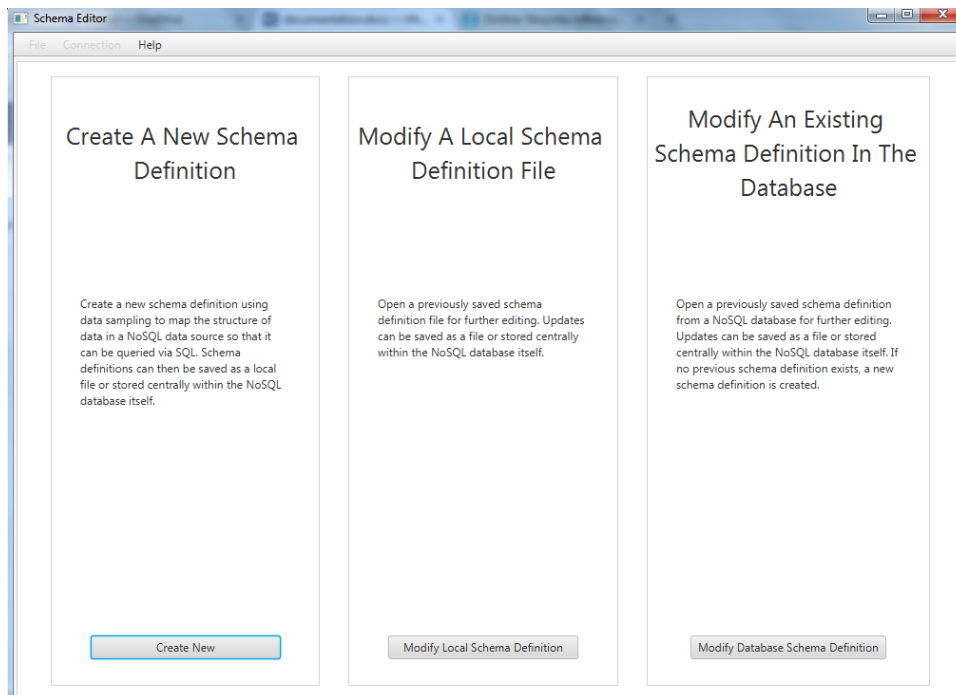 Schema Editor
File Connection Help
Create A New Schema
Definition
Create a new schema definition using
data sampling to map the structure of
data in a NoSQL data source so that it
can be queried via SQL. Schema
definitions can then be saved as a local
file or stored centrally within the NoSQL
database itself.
Create New
Modify A Local Schema
Definition File
Open a previously saved schema
definition file for further editing. Updates
can be saved as a file or stored centrally
within the NoSQL database itself.
Modify Local Schema Definition
Modify An Existing
Schema Definition In The
Database
Open a previously saved schema definition
from a NoSQL database for further editing.
Updates can be saved as a file or stored
centrally within the NoSQL database itself. If
no previous schema definition exists, a new
schema definition is created.
Modify Database Schema Definition